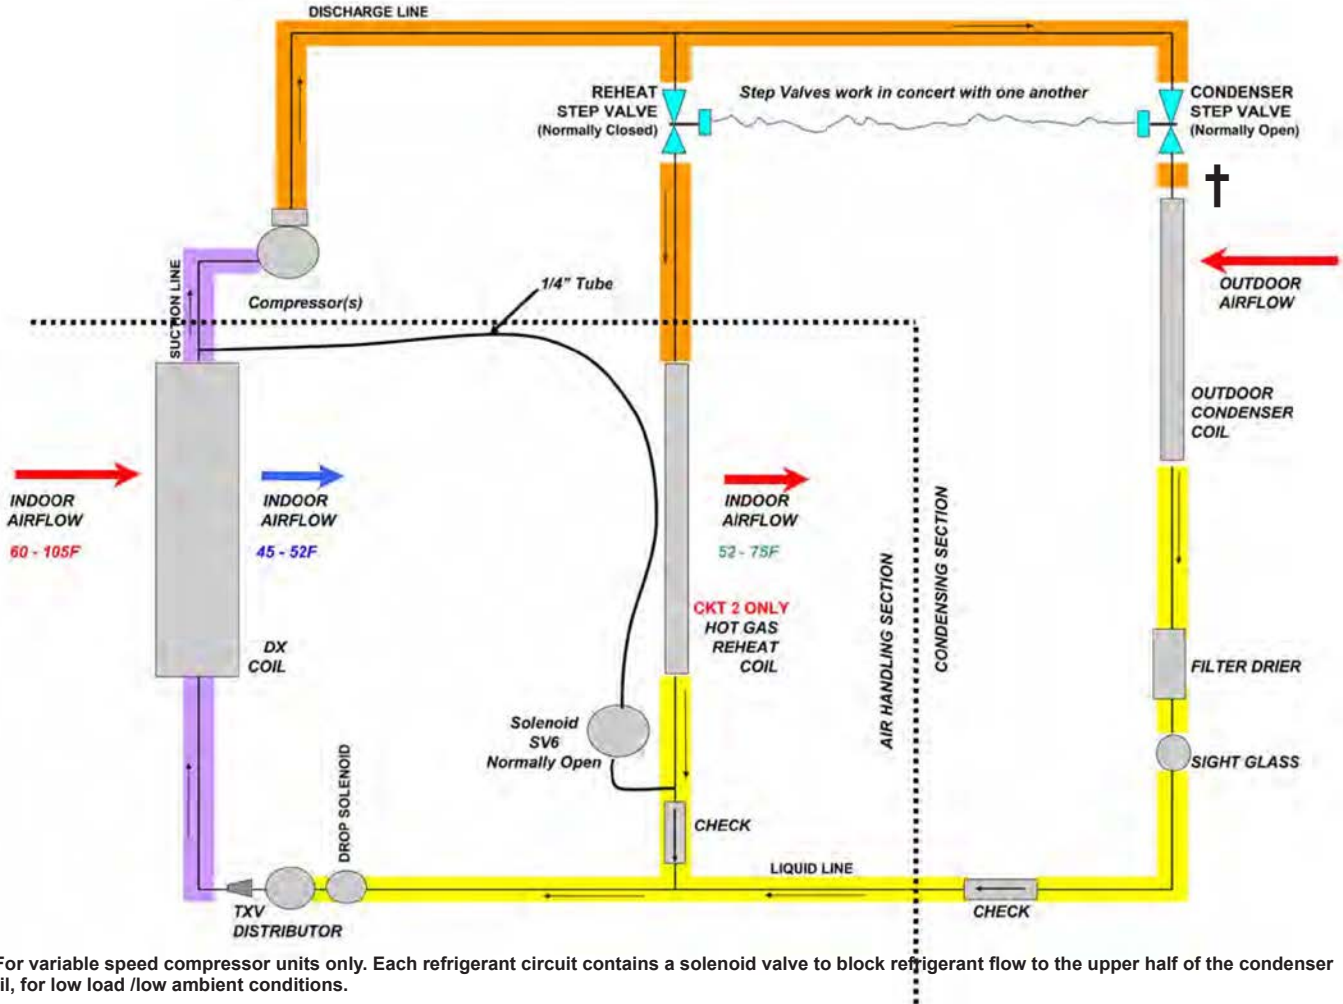 DISCHARGE LINE
REHEAT
STEP VALVE
(Normally Closed)
Step Valves work in concert with one another
CONDENSER
STEP VALVE
(Normally Open)
†
OUTDOOR
AIRFLOW
SUCTION LINE
Compressor(s)
1/4" Tube
OUTDOOR
CONDENSER
COIL
INDOOR
AIRFLOW
60 - 105F
INDOOR
AIRFLOW
45 - 52F
INDOOR
AIRFLOW
52 - 75F
AIR HANDLING SECTION
CONDENSING SECTION
CKT 2 ONLY
HOT GAS
REHEAT
COIL
DX
COIL
FILTER DRIER
Solenoid
SV6
Normally Open
SIGHT GLASS
DROP SOLENOID
CHECK
LIQUID LINE
CHECK
TXV
DISTRIBUTOR
For variable speed compressor units only. Each refrigerant circuit contains a solenoid valve to block refrigerant flow to the upper half of the condenser
il, for low load /low ambient conditions.